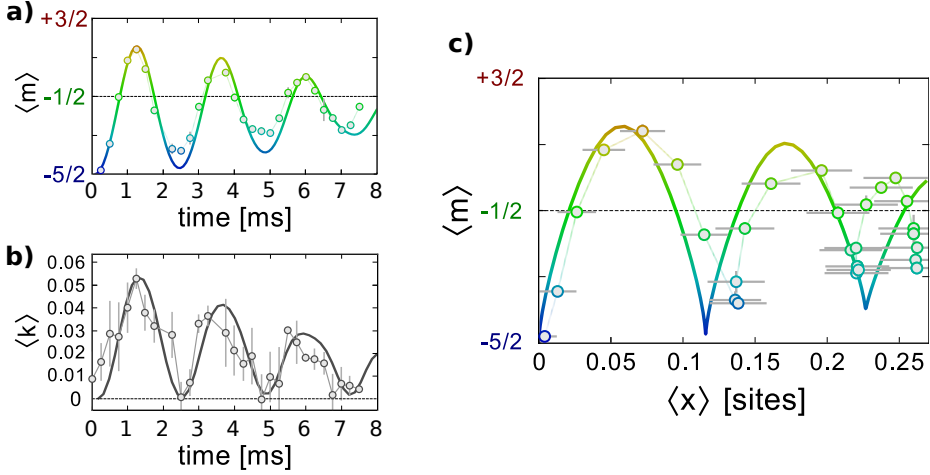 a)
+3/2
-1/2
-5/2
⟨m⟩
0 1 2 3 4 5 6 7 8
time [ms]
b)
0.06
0.05
0.04
0.03
0.02
0.01
0
⟨k⟩
0 1 2 3 4 5 6 7 8
time [ms]
c)
+3/2
-1/2
-5/2
⟨m⟩
0 0.05 0.1 0.15 0.2 0.25
⟨x⟩ [sites]